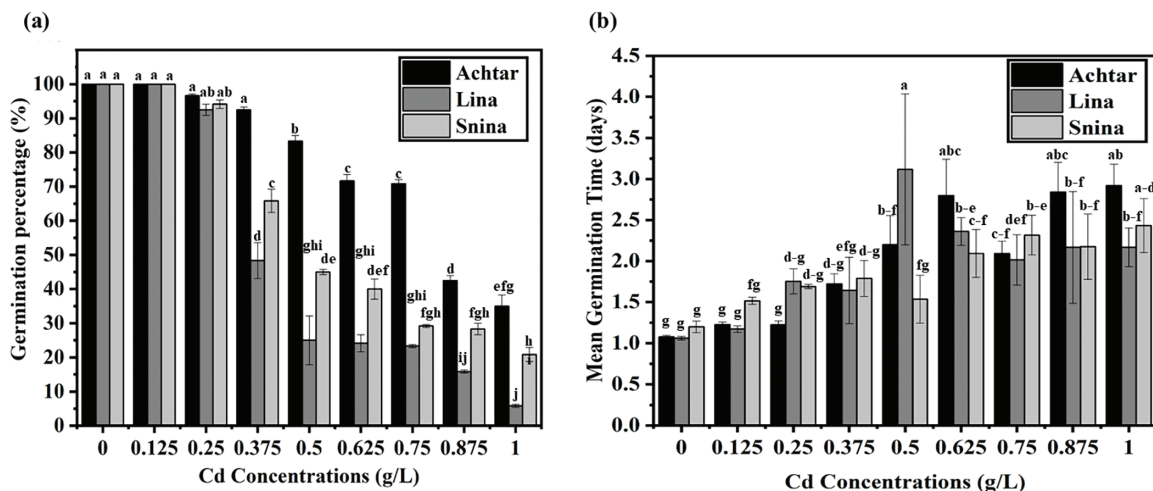 (a)
Germination percentage (%)
100
90
80
70
60
50
40
30
20
10
0
Achtar
Lina
Snina
a a a
a a a
a ab ab
a d c
b ghi de
c ghi def
c ghi fgh
d ij fgh
efg j h
0 0.125 0.25 0.375 0.5 0.625 0.75 0.875 1
Cd Concentrations (g/L)
(b)
Mean Germination Time (days)
4.5
4.0
3.5
3.0
2.5
2.0
1.5
1.0
0.5
0.0
Achtar
Lina
Snina
g g g
g g fg
g d-g d-g
d-g efg d-g
b-f a fg
abc b-e c-f
c-f def b-e
abc b-f b-f
ab b-f a-d
0 0.125 0.25 0.375 0.5 0.625 0.75 0.875 1
Cd Concentrations (g/L)